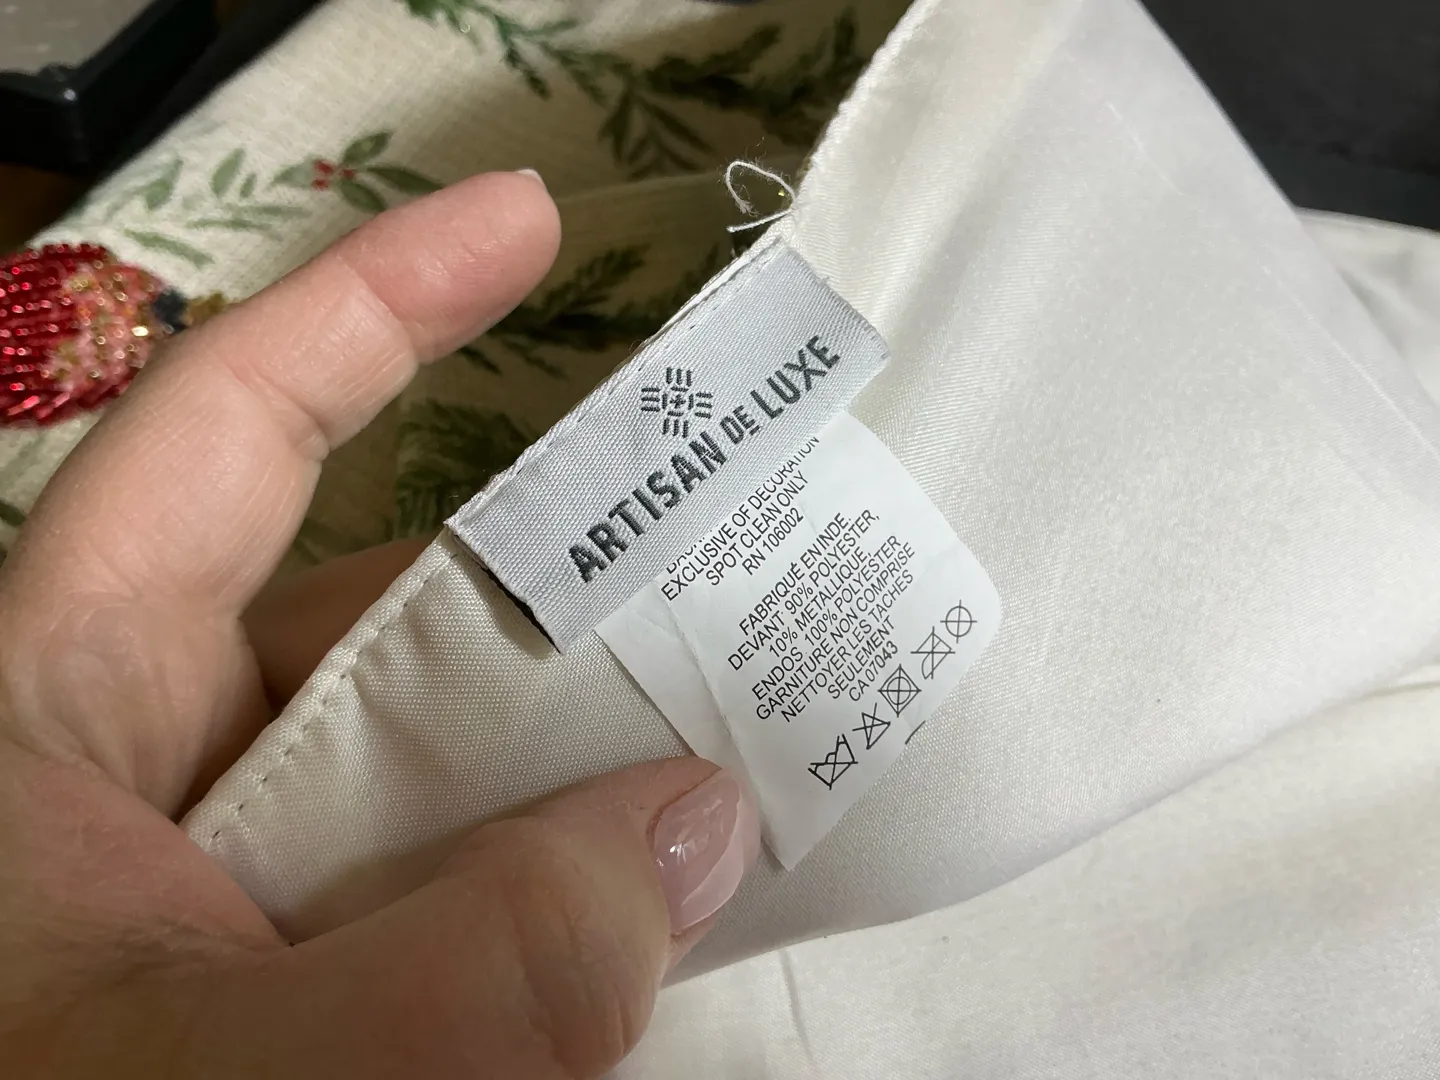 ARTISAN DE LUXE
EXCLUSIVE OF DECORATION
SPOT CLEAN ONLY
RN 106002
FABRIQUÉ EN INDE.
DEVANT 90% POLYESTER,
10% METALLIQUE,
ENDOS, 100% POLYESTER
GARNITURE NON COMPRISE
NETTOYER LES TACHES
SEULEMENT
CA07043